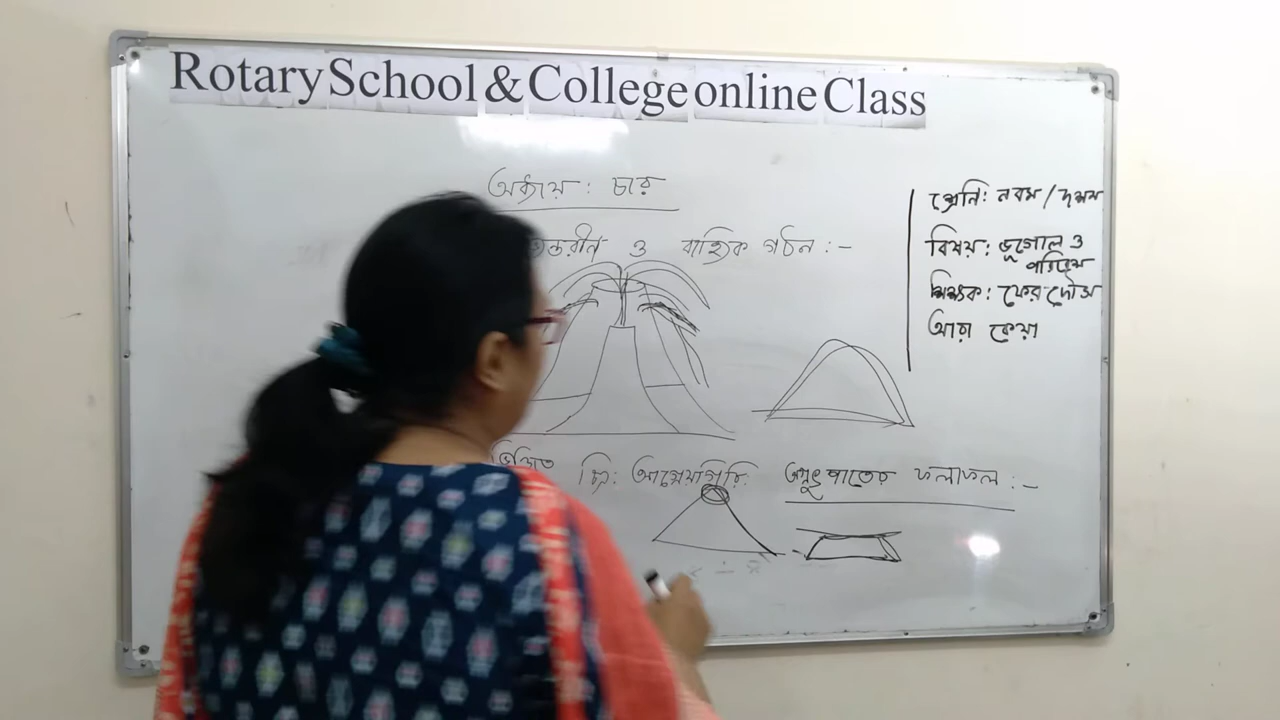 Rotary School & College online Class
অধ্যায় : চার
ও বাহ্যিক গঠন :-
শ্রেনি: নবম / দশম
বিষয়: ভূগোল ও
পরিবেশ
শিক্ষক: ফেরদৌস
আরা কেয়া
চিত্র: আগ্নেয়গিরি
অগ্ন্যুৎপাতের ফলাফল :-